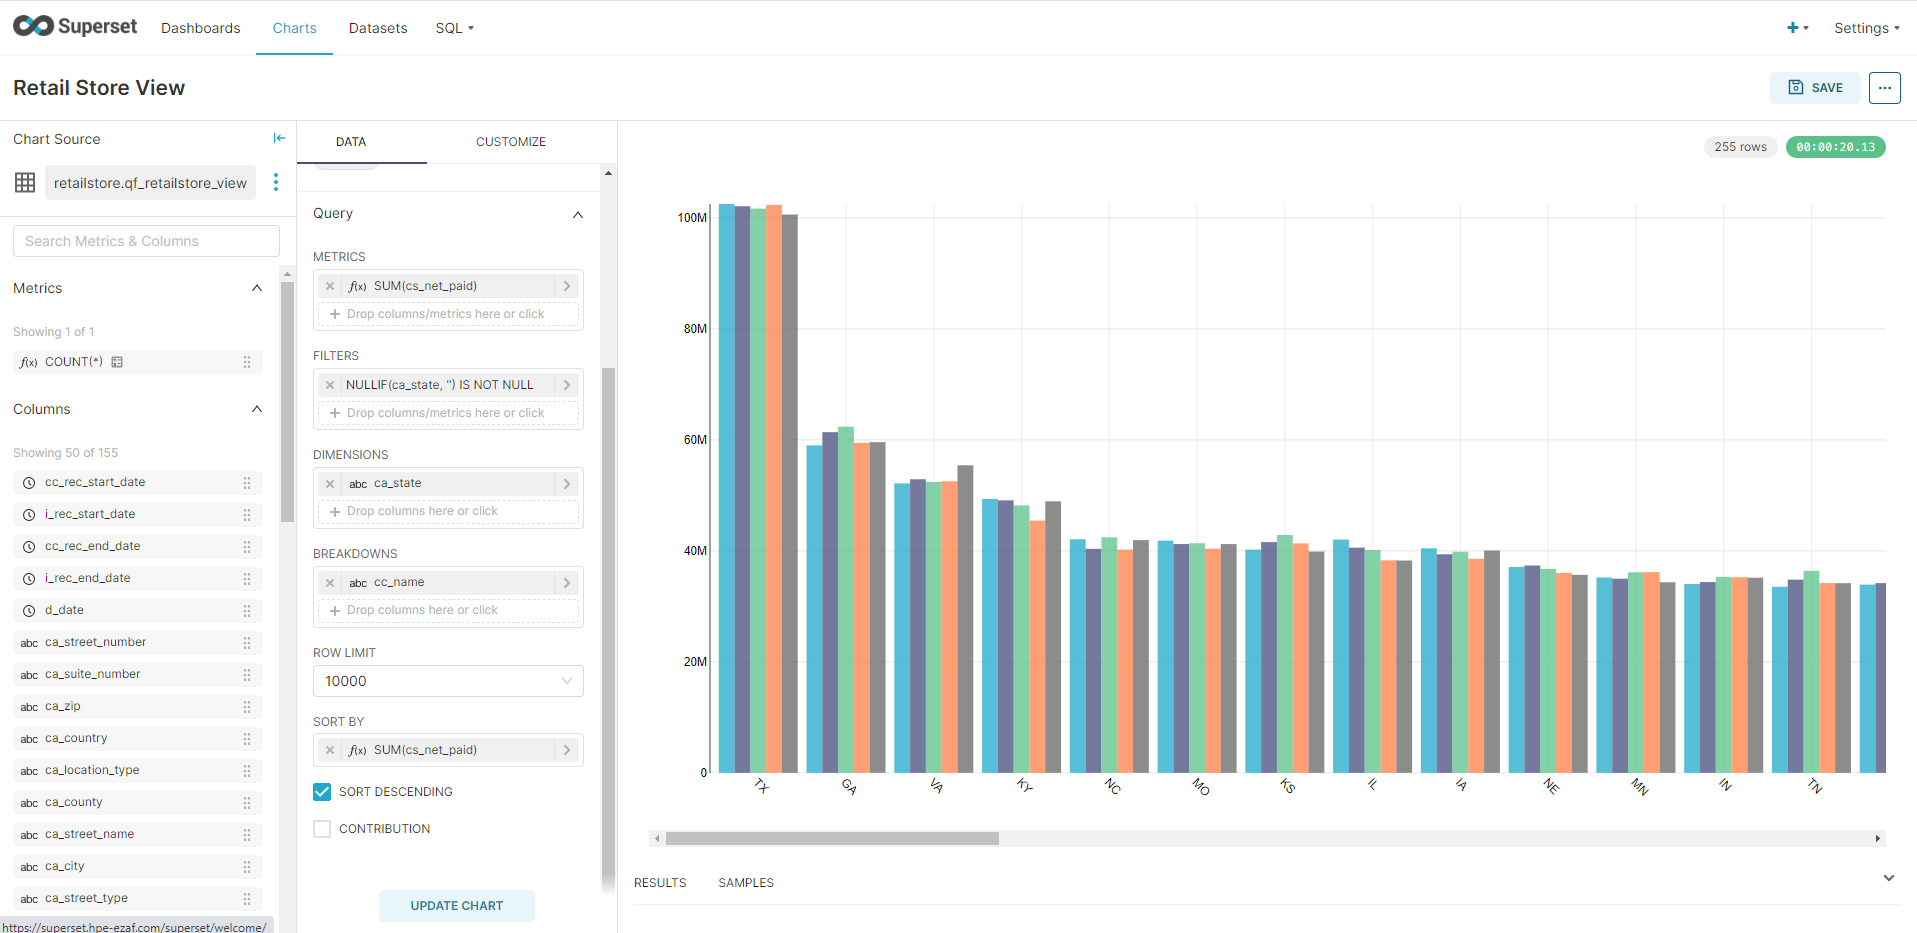 Superset
Dashboards
Charts
Datasets
SQL
Settings
Retail Store View
SAVE
Chart Source
retailstore.qf_retailstore_view
Search Metrics & Columns
Metrics
Showing 1 of 1
f(x) COUNT(*)
Columns
Showing 50 of 155
cc_rec_start_date
i_rec_start_date
cc_rec_end_date
i_rec_end_date
d_date
abc ca_street_number
abc ca_suite_number
abc ca_zip
abc ca_country
abc ca_location_type
abc ca_county
abc ca_street_name
abc ca_city
abc ca_street_type
https://superset.hpe-ezaf.com/superset/welcome/
DATA
CUSTOMIZE
Query
METRICS
f(x) SUM(cs_net_paid)
Drop columns/metrics here or click
FILTERS
NULLIF(ca_state, '') IS NOT NULL
Drop columns/metrics here or click
DIMENSIONS
abc ca_state
Drop columns here or click
BREAKDOWNS
abc cc_name
Drop columns here or click
ROW LIMIT
10000
SORT BY
f(x) SUM(cs_net_paid)
SORT DESCENDING
CONTRIBUTION
UPDATE CHART
255 rows
00:00:20.13
100M
80M
60M
40M
20M
0
TX
GA
VA
KY
NC
MO
KS
IL
IA
NE
MN
IN
TN
RESULTS
SAMPLES